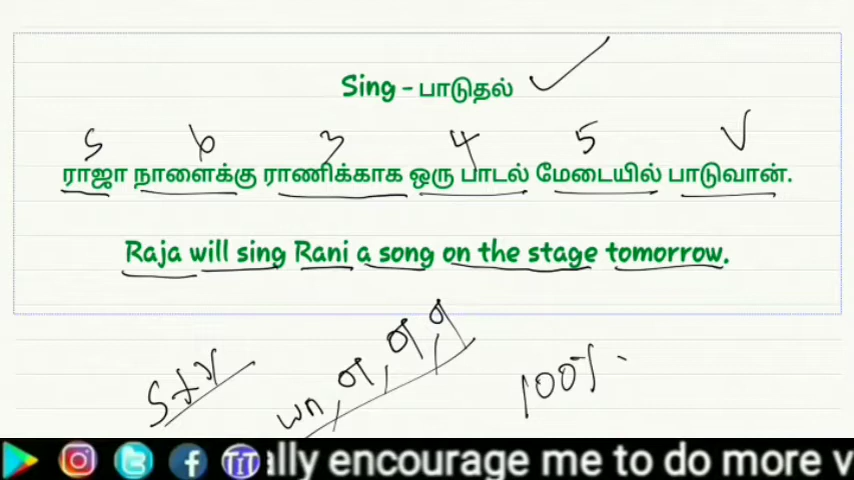 Sing - பாடுதல்
S 6 3 4 5 V
ராஜா நாளைக்கு ராணிக்காக ஒரு பாடல் மேடையில் பாடுவான்.
Raja will sing Rani a song on the stage tomorrow.
100%
ally encourage me to do more v